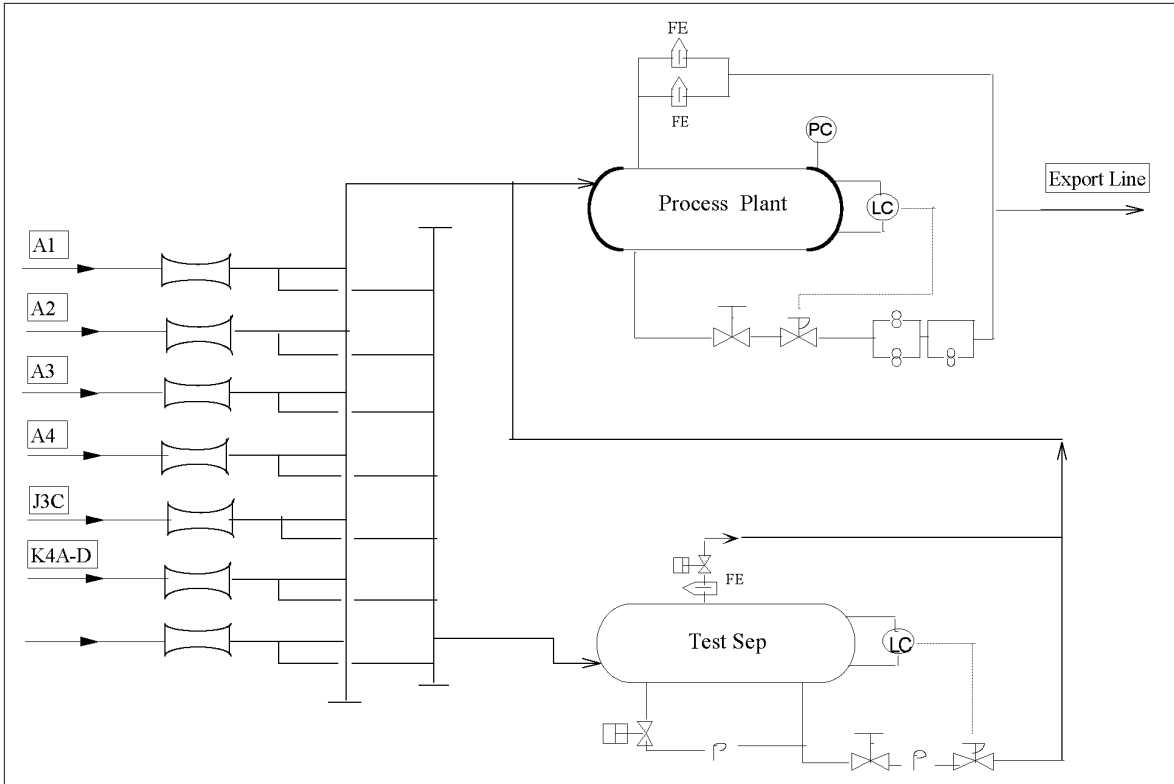 FE
FE
PC
Process Plant
LC
Export Line
A1
A2
A3
A4
J3C
K4A-D
FE
Test Sep
LC